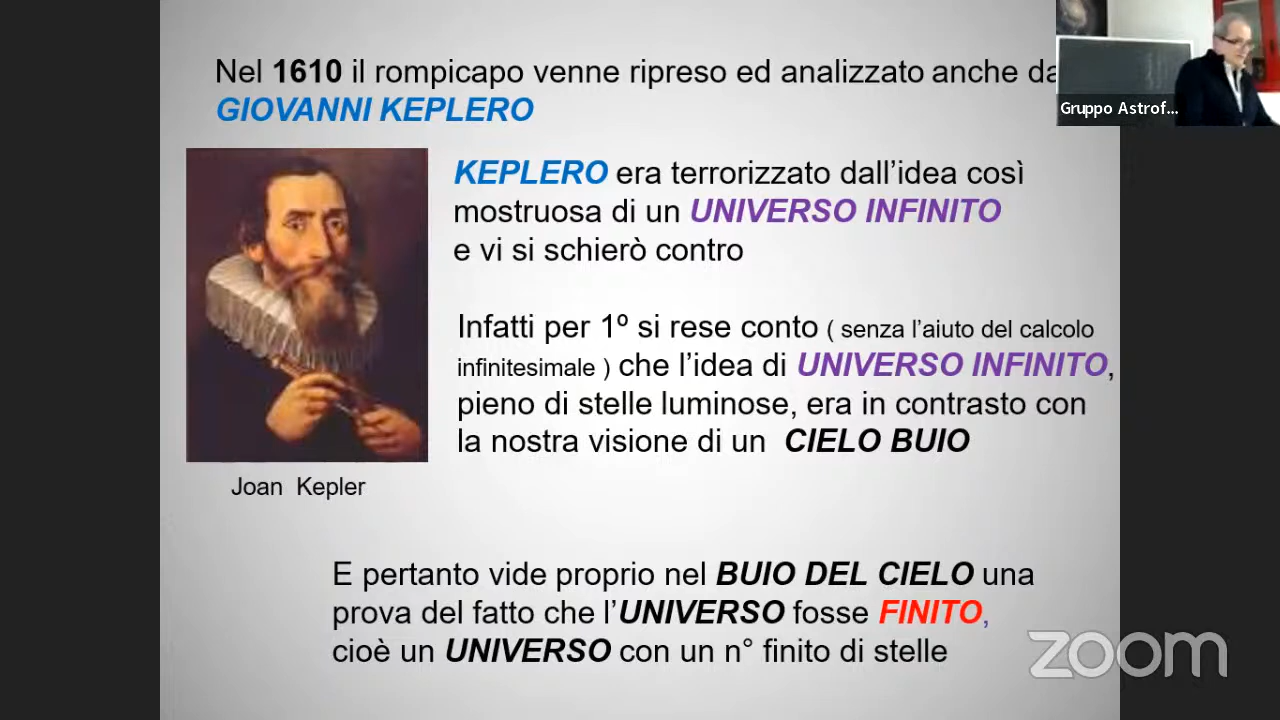 Nel 1610 il rompicapo venne ripreso ed analizzato anche da
GIOVANNI KEPLERO
KEPLERO era terrorizzato dall’idea così
mostruosa di un UNIVERSO INFINITO
e vi si schierò contro
Infatti per 1º si rese conto ( senza l’aiuto del calcolo
infinitesimale ) che l’idea di UNIVERSO INFINITO,
pieno di stelle luminose, era in contrasto con
la nostra visione di un CIELO BUIO
Joan Kepler
E pertanto vide proprio nel BUIO DEL CIELO una
prova del fatto che l’UNIVERSO fosse FINITO,
cioè un UNIVERSO con un n° finito di stelle
Gruppo Astrof...
zoom